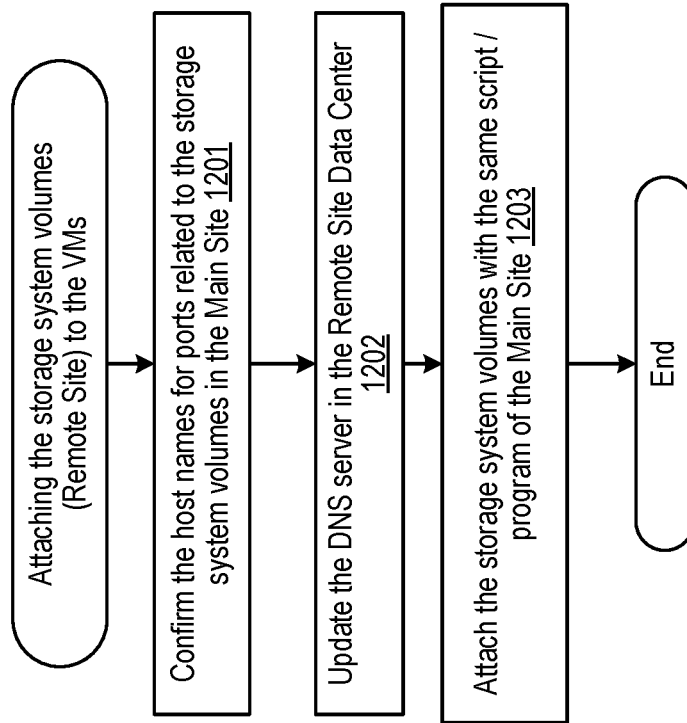 Attaching the storage system volumes
(Remote Site) to the VMs
Confirm the host names for ports related to the storage
system volumes in the Main Site 1201
Update the DNS server in the Remote Site Data Center
1202
Attach the storage system volumes with the same script /
program of the Main Site 1203
End